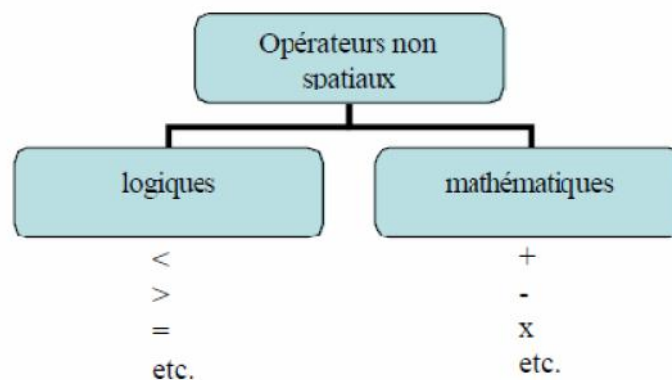 Opérateurs non
spatiaux
logiques
mathématiques
<
>
=
etc.
+
-
x
etc.